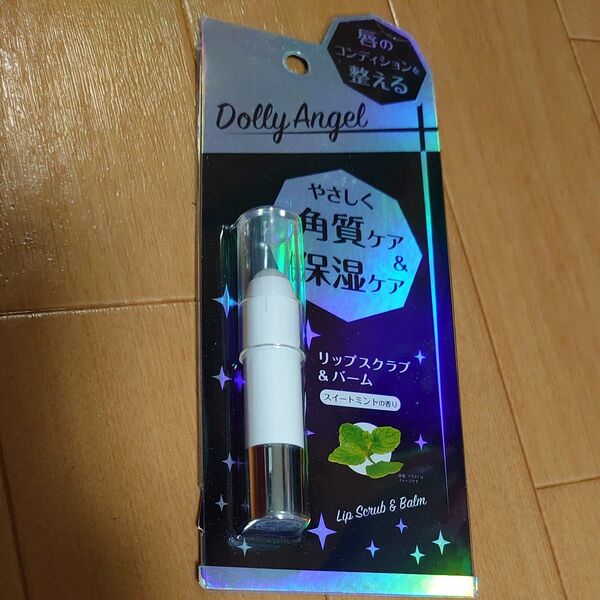 唇の
コンディションを
整える
Dolly Angel
やさしく
角質ケア
&
保湿ケア
リップスクラブ
&バーム
スイートミントの香り
Lip Scrub & Balm